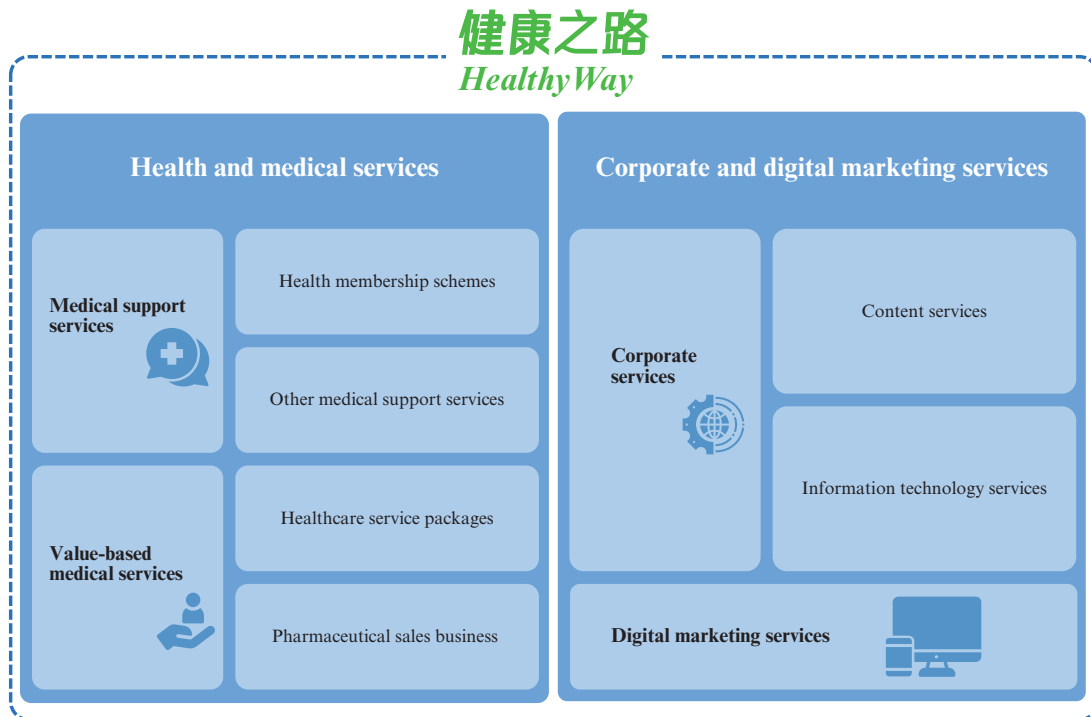 健康之路
HealthyWay
Health and medical services
Medical support
services
Health membership schemes
Other medical support services
Value-based
medical services
Healthcare service packages
Pharmaceutical sales business
Corporate and digital marketing services
Corporate
services
Content services
Information technology services
Digital marketing services